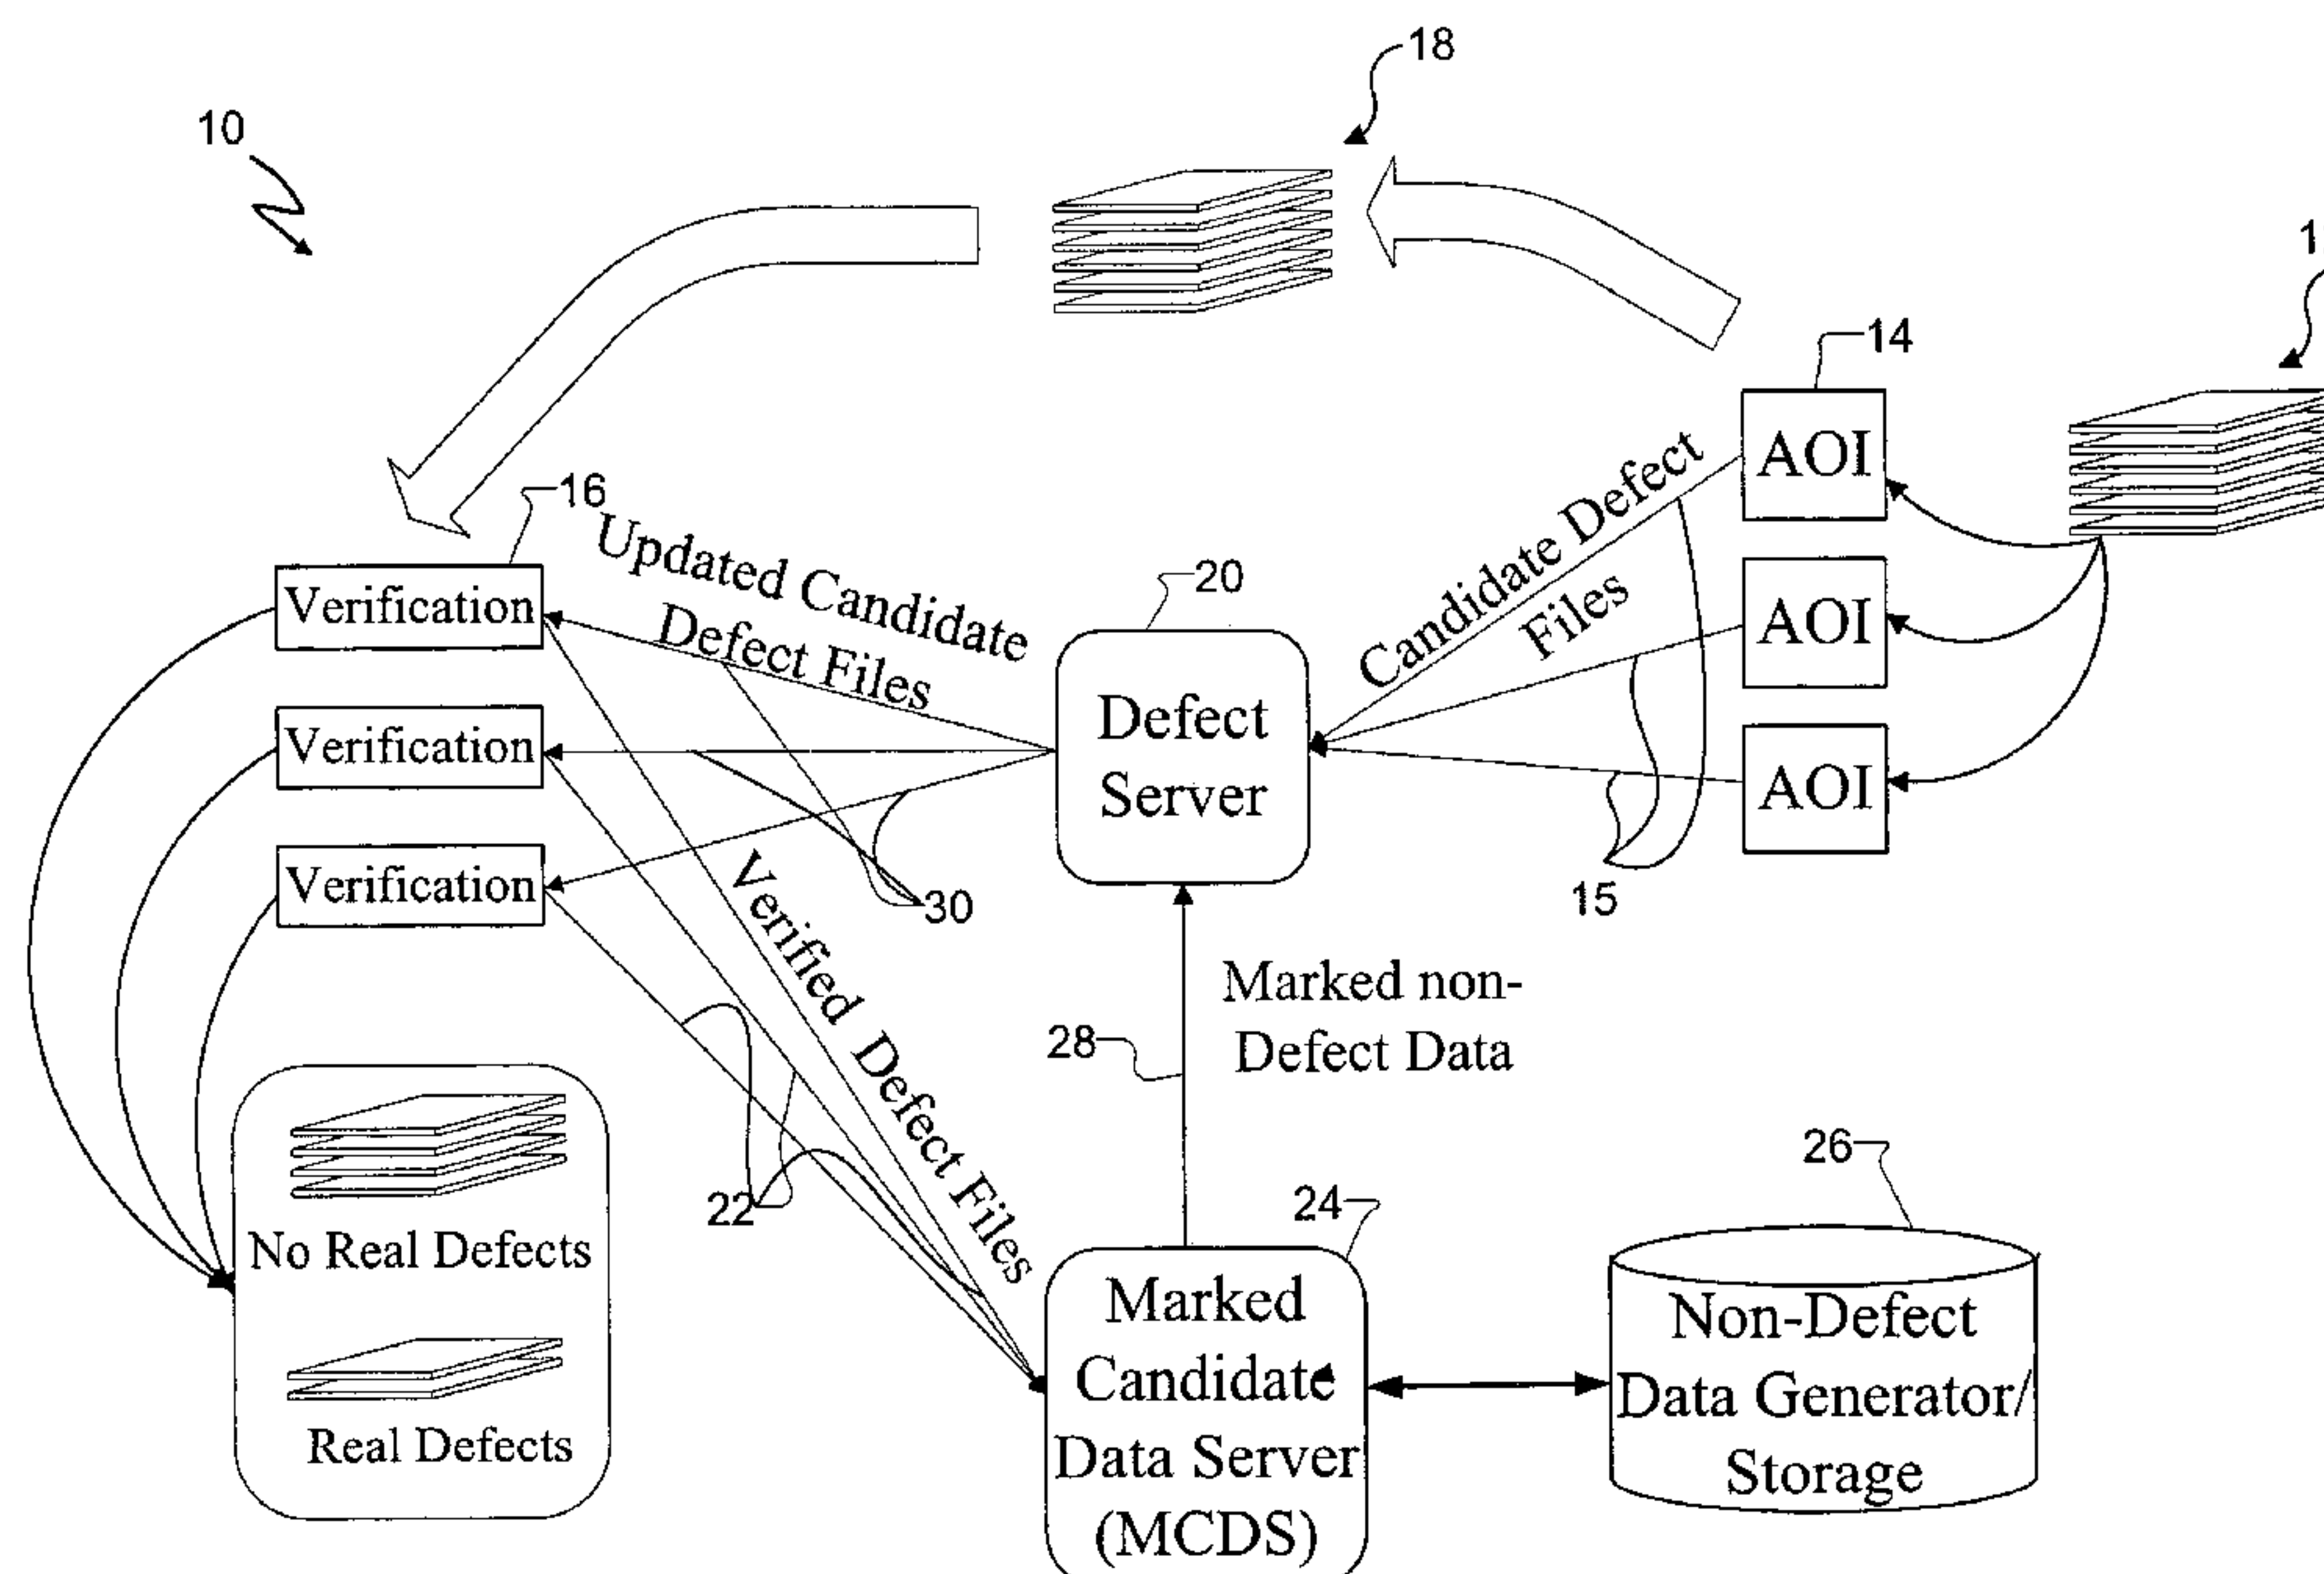 18
10
1
14
AOI
16
Updated Candidate
Defect Files
Candidate Defect
Files
20
Verification
AOI
Defect
Server
Verification
AOI
Verification
30
15
Verified Defect Files
Marked non-
Defect Data
28
26
22
24
No Real Defects
Real Defects
Marked
Candidate
Data Server
(MCDS)
Non-Defect
Data Generator/
Storage